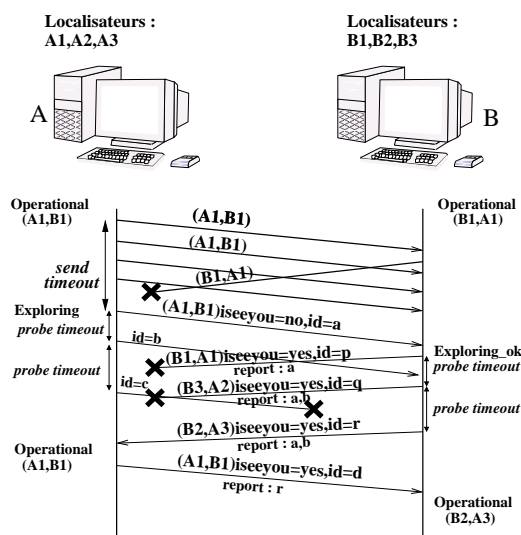 Localisateurs :
A1,A2,A3
Localisateurs :
B1,B2,B3
A
B
Operational
(A1,B1)
Operational
(B1,A1)
(A1,B1)
(A1,B1)
send
timeout
(B1,A1)
Exploring
(A1,B1)iseeyou=no,id=a
probe timeout
id=b
(B1,A1)iseeyou=yes,id=p
report : a
Exploring_ok
probe timeout
probe timeout
id=c
(B3,A2)iseeyou=yes,id=q
report : a,b
probe timeout
(B2,A3)iseeyou=yes,id=r
report : a,b
Operational
(A1,B1)
(A1,B1)iseeyou=yes,id=d
report : r
Operational
(B2,A3)